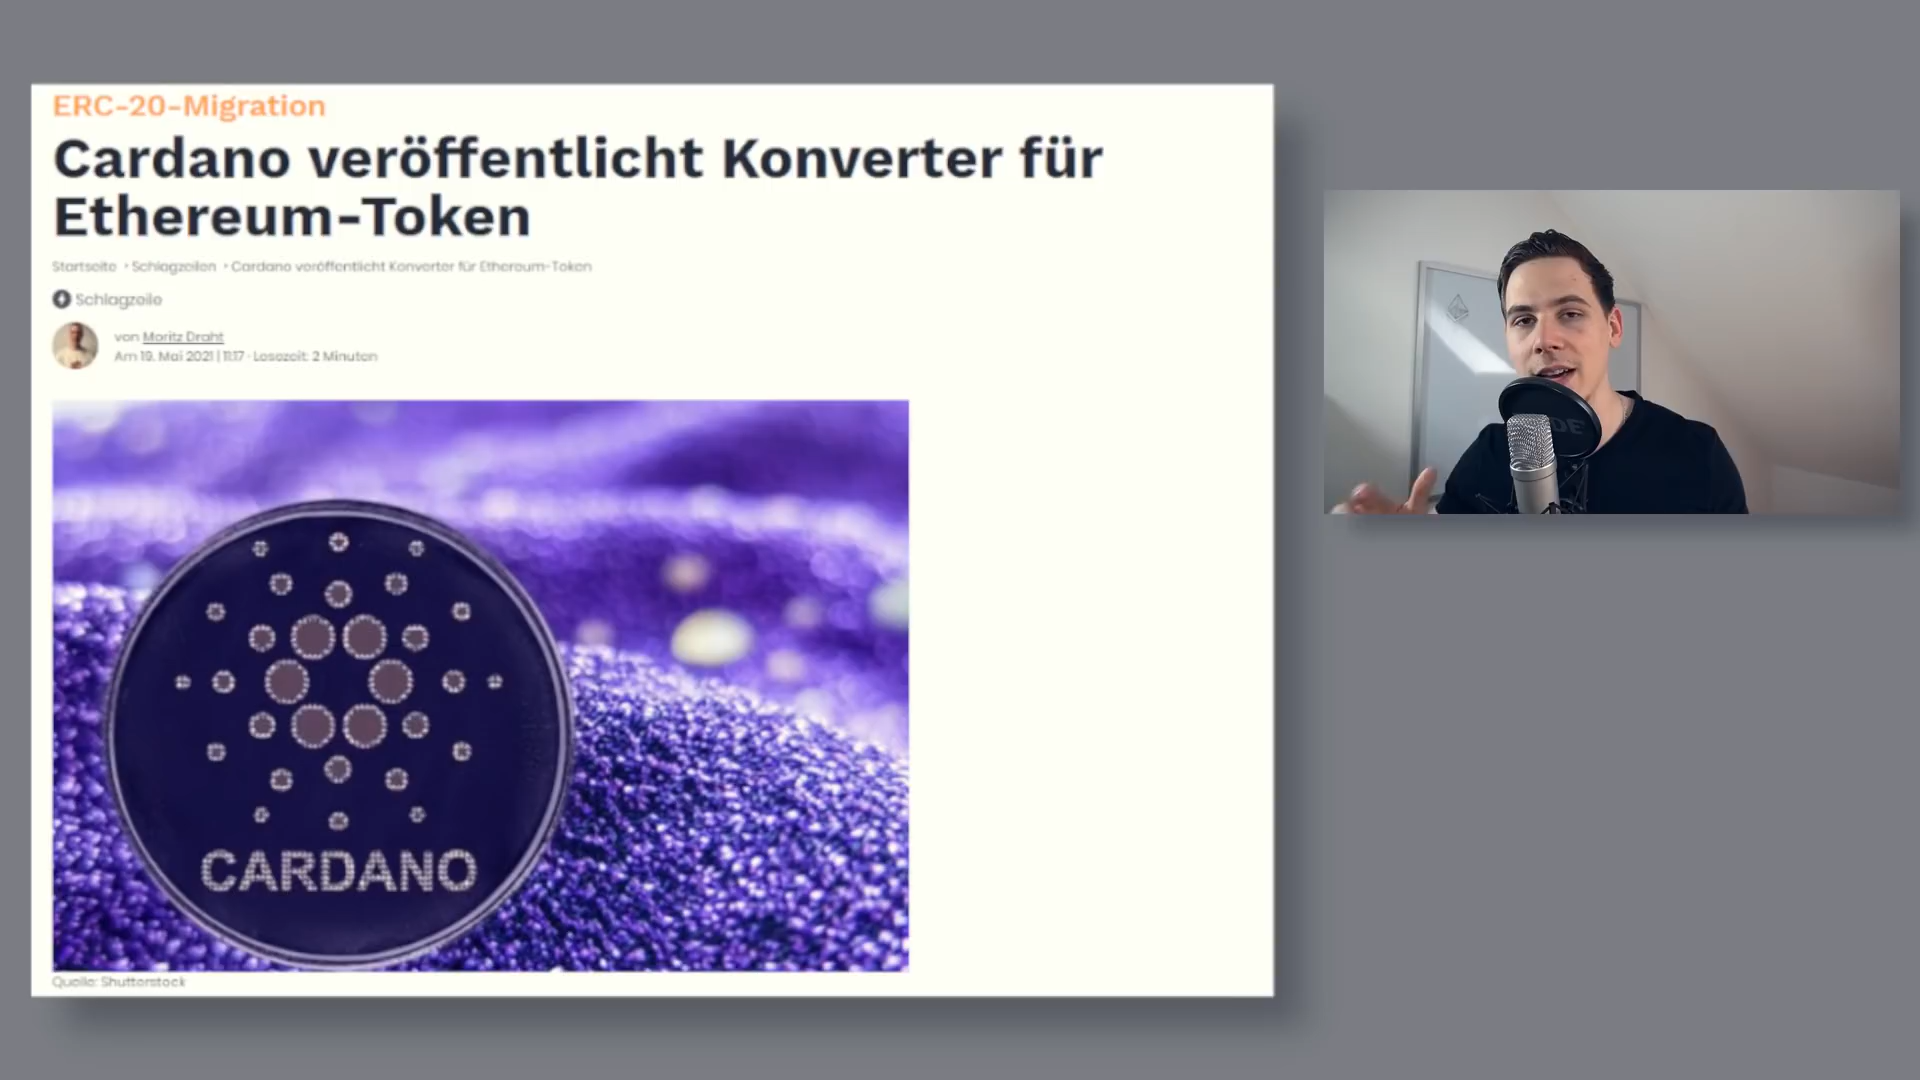 ERC-20-Migration
Cardano veröffentlicht Konverter für
Ethereum-Token
Startseite › Schlagzeilen › Cardano veröffentlicht Konverter für Ethereum-Token
Schlagzeile
von Moritz Draht
Am 19. Mai 2021 | 11:17 · Lesezeit: 2 Minuten
CARDANO
Quelle: Shutterstock